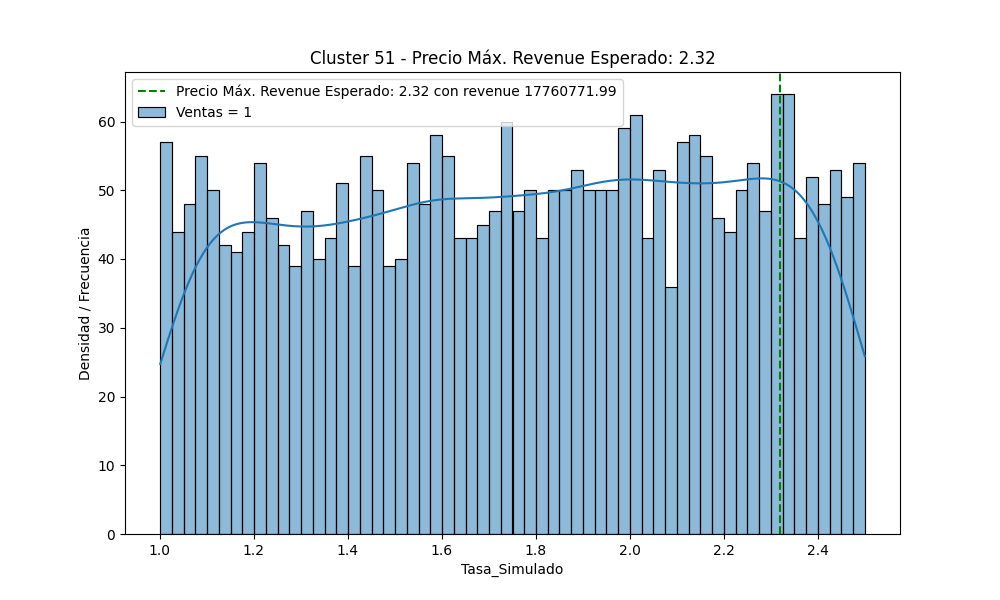 Cluster 51 - Precio Máx. Revenue Esperado: 2.32
Precio Máx. Revenue Esperado: 2.32 con revenue 17760771.99
Ventas = 1
Densidad / Frecuencia
60
50
40
30
20
10
0
1.0 1.2 1.4 1.6 1.8 2.0 2.2 2.4
Tasa_Simulado